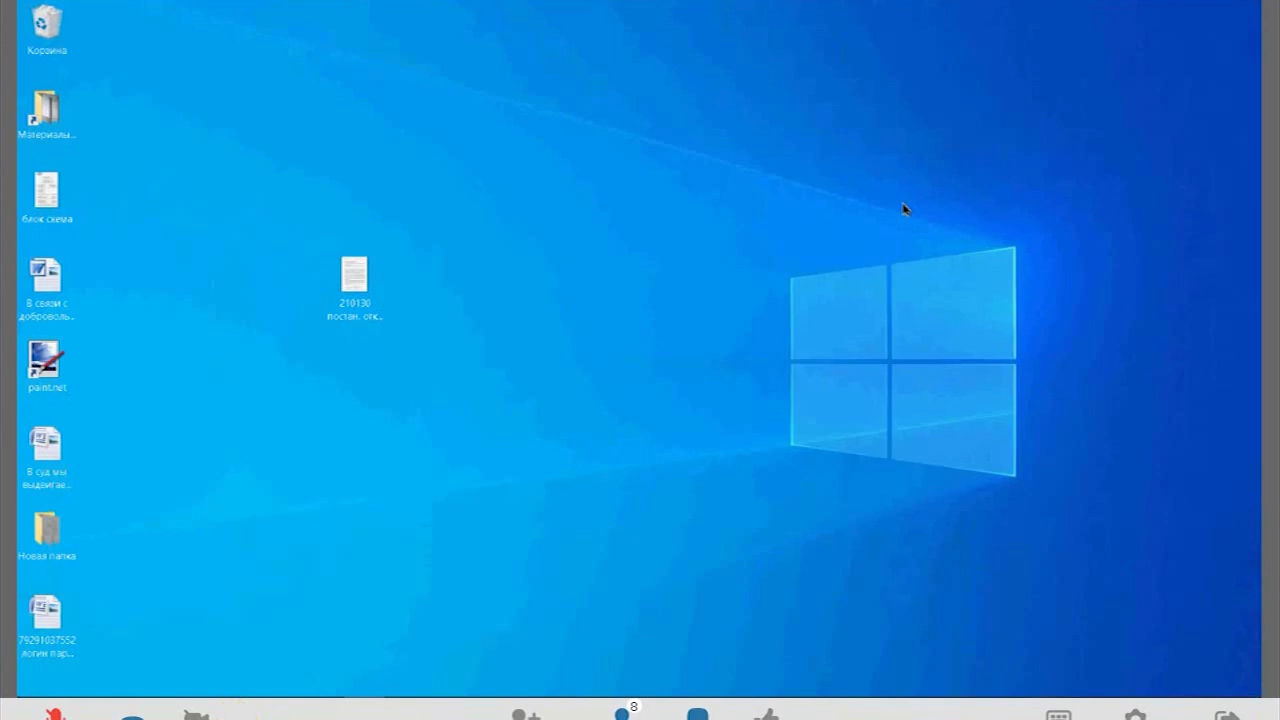 Корзина
Материалы...
блок схема
В связи с
доброволь...
paint.net
В суд мы
выдвигае...
Новая папка
79291037552
логин пар...
210130
постан. отк...
8